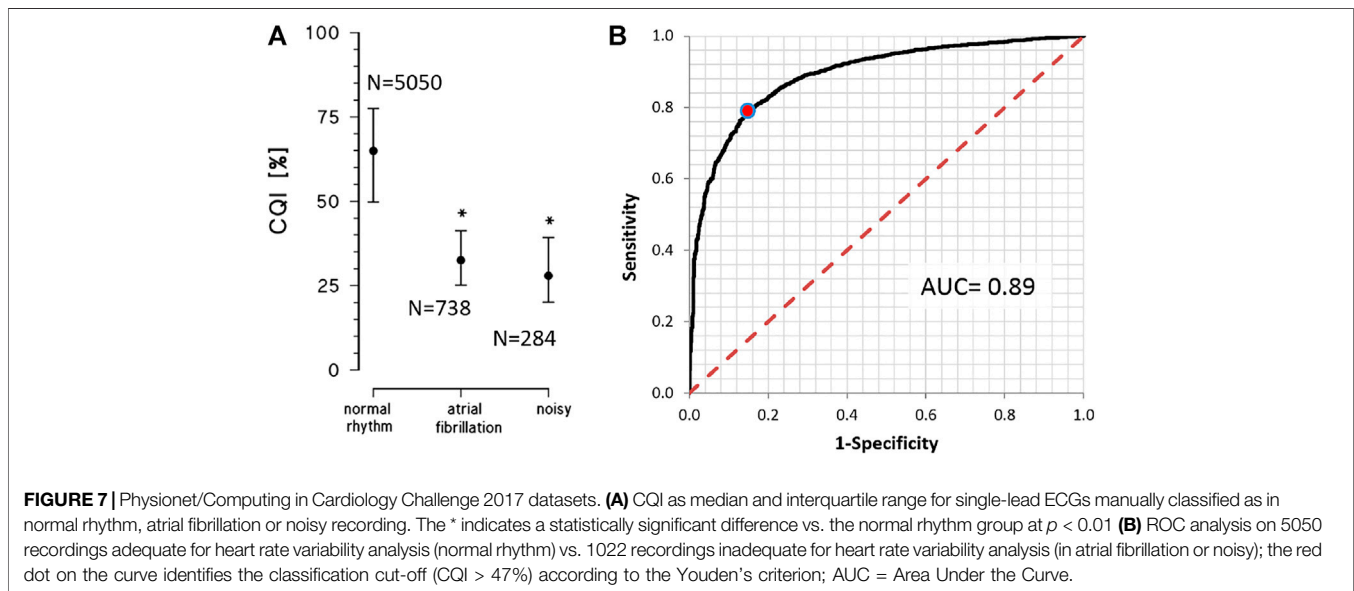 A
100
75
50
25
0
CQI [%]
N=5050
*
*
N=738
N=284
normal
rhythm
atrial
fibrillation
noisy
B
1.0
0.8
0.6
0.4
0.2
0.0
Sensitivity
AUC= 0.89
0.0 0.2 0.4 0.6 0.8 1.0
1-Specificity
FIGURE 7 | Physionet/Computing in Cardiology Challenge 2017 datasets. (A) CQI as median and interquartile range for single-lead ECGs manually classified as in
normal rhythm, atrial fibrillation or noisy recording. The * indicates a statistically significant difference vs. the normal rhythm group at p < 0.01 (B) ROC analysis on 5050
recordings adequate for heart rate variability analysis (normal rhythm) vs. 1022 recordings inadequate for heart rate variability analysis (in atrial fibrillation or noisy); the red
dot on the curve identifies the classification cut-off (CQI > 47%) according to the Youden's criterion; AUC = Area Under the Curve.